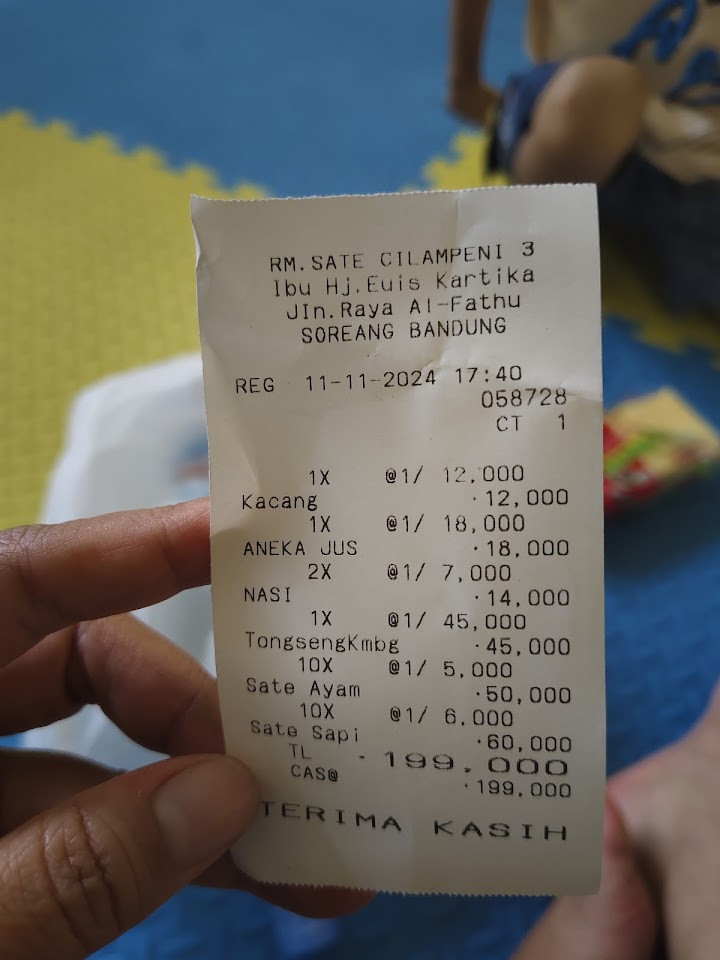 RM.SATE CILAMPENI 3
Ibu Hj.Euis Kartika
Jln.Raya Al-Fathu
SOREANG BANDUNG
REG 11-11-2024 17:40
058728
CT 1
1X @1/ 12,000
Kacang ·12,000
1X @1/ 18,000
ANEKA JUS ·18,000
2X @1/ 7,000
NASI ·14,000
1X @1/ 45,000
TongsengKmbg ·45,000
10X @1/ 5,000
Sate Ayam ·50,000
10X @1/ 6,000
Sate Sapi ·60,000
TL ·199,000
CAS@ ·199,000
TERIMA KASIH